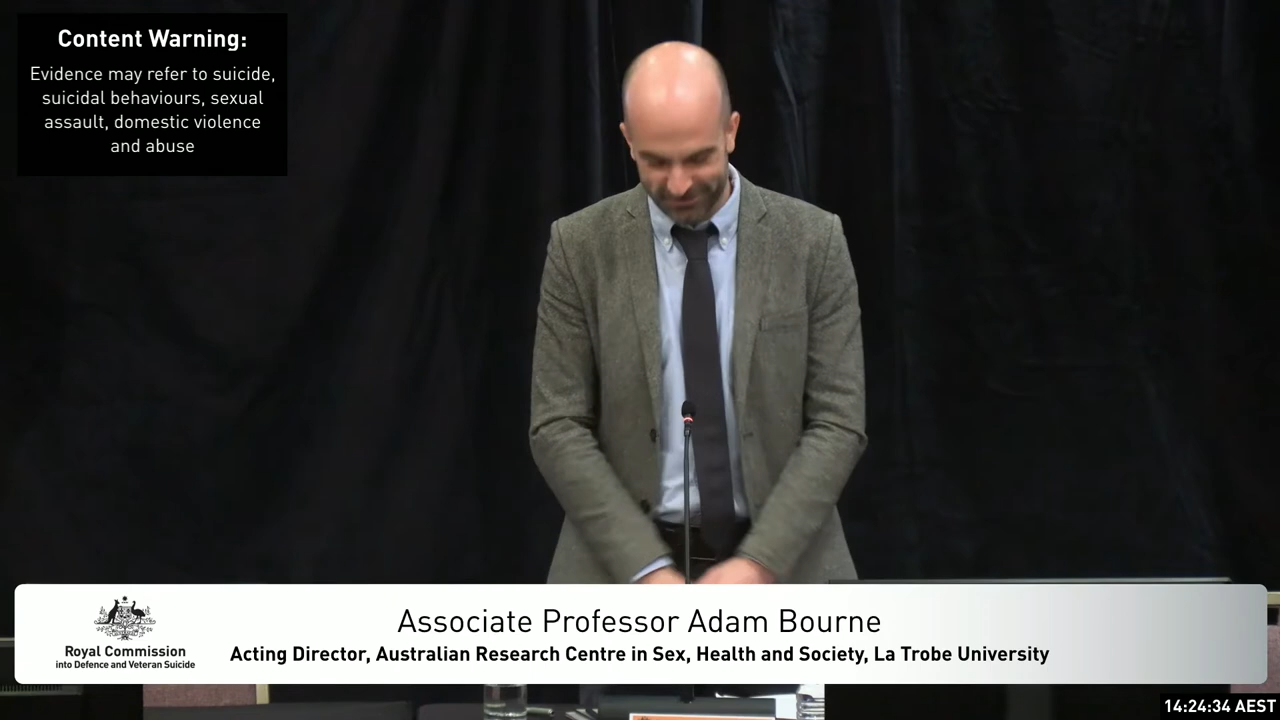 Content Warning:
Evidence may refer to suicide,
suicidal behaviours, sexual
assault, domestic violence
and abuse
Associate Professor Adam Bourne
Acting Director, Australian Research Centre in Sex, Health and Society, La Trobe University
Royal Commission
into Defence and Veteran Suicide
14:24:34 AEST